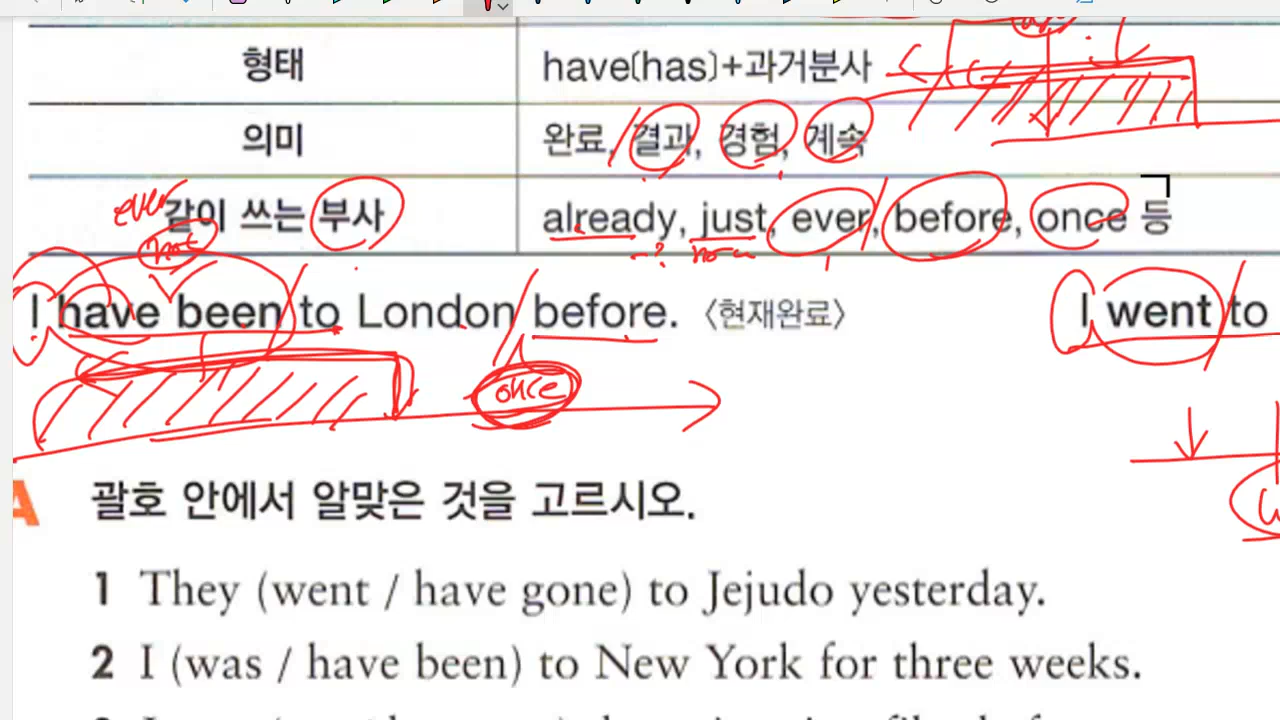 형태 have(has)+과거분사
의미 완료, 결과, 경험, 계속
ever
같이 쓰는 부사 already, just, ever, before, once 등
not
I have been to London before. 〈현재완료〉 I went to
once
A 괄호 안에서 알맞은 것을 고르시오.
1 They (went / have gone) to Jejudo yesterday.
2 I (was / have been) to New York for three weeks.